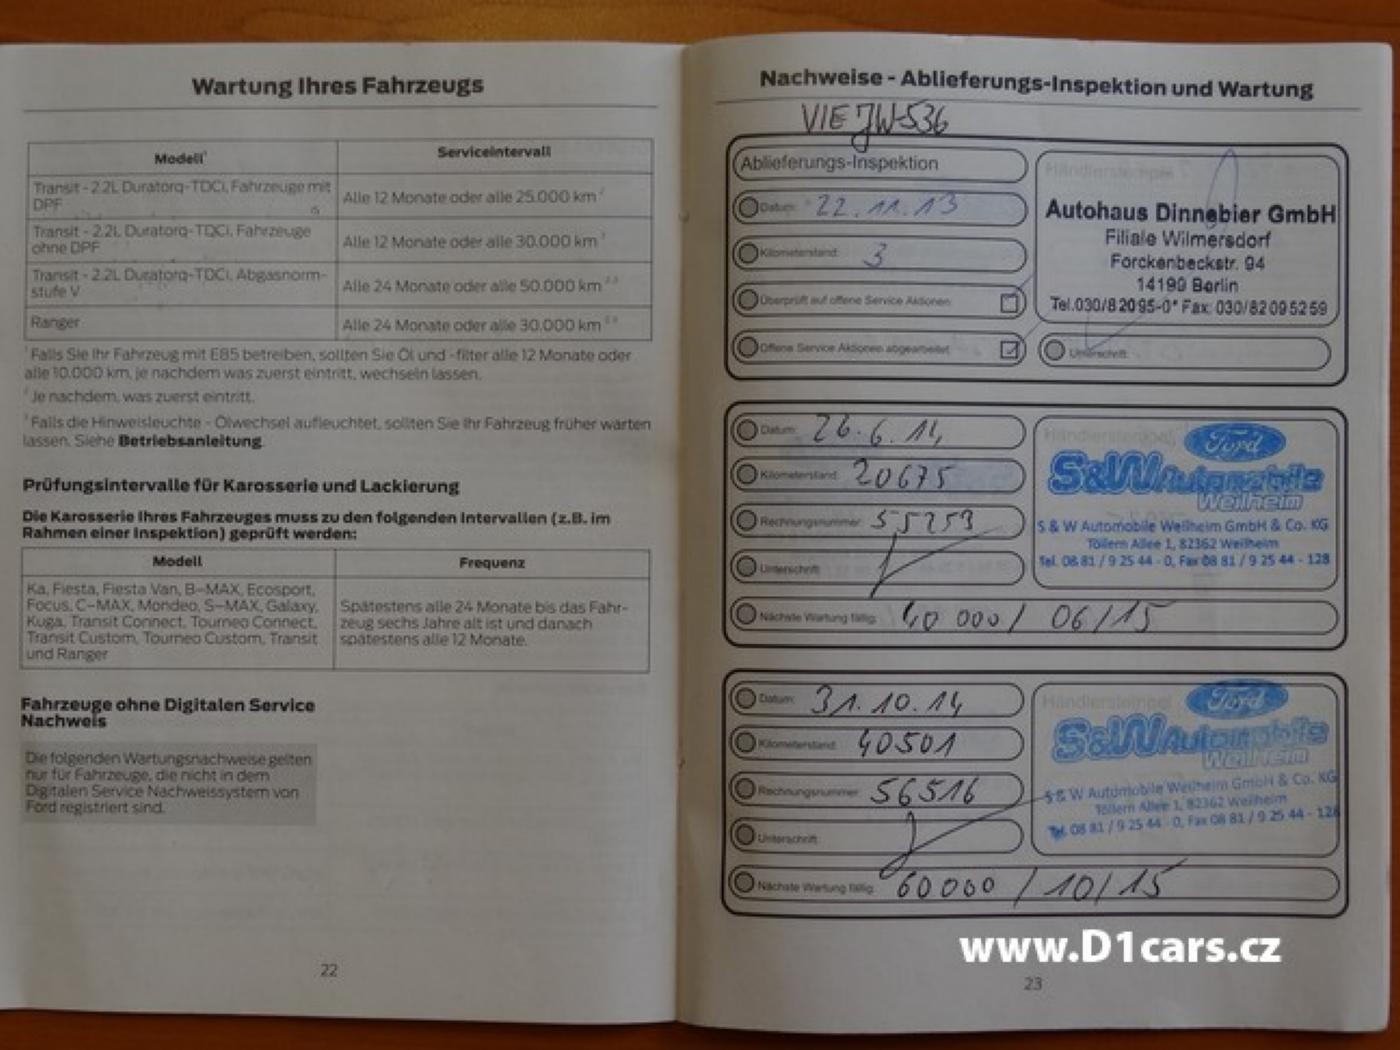 Wartung Ihres Fahrzeugs
Modell¹ Serviceintervall
Transit - 2.2L Duratorq-TDCi, Fahrzeuge mit DPF Alle 12 Monate oder alle 25.000 km ²
Transit - 2.2L Duratorq-TDCi, Fahrzeuge ohne DPF Alle 12 Monate oder alle 30.000 km
Transit - 2.2L Duratorq-TDCi, Abgasnorm-
stufe V Alle 24 Monate oder alle 50.000 km
Ranger Alle 24 Monate oder alle 30.000 km
¹ Falls Sie Ihr Fahrzeug mit E85 betreiben, sollten Sie Öl und -filter alle 12 Monate oder
alle 10.000 km, je nachdem was zuerst eintritt, wechseln lassen.
² Je nachdem, was zuerst eintritt.
³ Falls die Hinweisleuchte - Ölwechsel aufleuchtet, sollten Sie Ihr Fahrzeug früher warten
lassen. Siehe Betriebsanleitung.
Prüfungsintervalle für Karosserie und Lackierung
Die Karosserie Ihres Fahrzeuges muss zu den folgenden Intervallen (z.B. im
Rahmen einer Inspektion) geprüft werden:
Modell Frequenz
Ka, Fiesta, Fiesta Van, B-MAX, Ecosport,
Focus, C-MAX, Mondeo, S-MAX, Galaxy,
Kuga, Transit Connect, Tourneo Connect,
Transit Custom, Tourneo Custom, Transit
und Ranger
Spätestens alle 24 Monate bis das Fahr-
zeug sechs Jahre alt ist und danach
spätestens alle 12 Monate.
Fahrzeuge ohne Digitalen Service
Nachweis
Die folgenden Wartungsnachweise gelten
nur für Fahrzeuge, die nicht in dem
Digitalen Service Nachweissystem von
Ford registriert sind.
22
Nachweise - Ablieferungs-Inspektion und Wartung
VIE JW-536
Ablieferungs-Inspektion
Datum: 22.11.13
Kilometerstand: 3
Überprüft auf offene Service Aktionen
Offene Service Aktionen abgearbeitet
Händlerstempel
Autohaus Dinnebier GmbH
Filiale Wilmersdorf
Forckenbeckstr. 94
14199 Berlin
Tel.030/82095-0* Fax: 030/82095259
Unterschrift:
Datum: 26.6.14
Kilometerstand: 20675
Rechnungsnummer: 55253
Unterschrift:
Nächste Wartung fällig: 40 000 / 06/15
Händlerstempel
Ford
S&W Automobile
Weilheim
S & W Automobile Weilheim GmbH & Co. KG
Töllern Allee 1, 82362 Weilheim
Tel. 08 81 / 9 25 44 - 0, Fax 08 81 / 9 25 44 - 128
Datum: 31.10.14
Kilometerstand: 40501
Rechnungsnummer: 56516
Unterschrift:
Nächste Wartung fällig: 60000 / 10/15
Händlerstempel
Ford
S&W Automobile
Weilheim
S & W Automobile Weilheim GmbH & Co. KG
Töllern Allee 1, 82362 Weilheim
Tel. 08 81 / 9 25 44 - 0, Fax 08 81 / 9 25 44 - 128
www.D1cars.cz
23